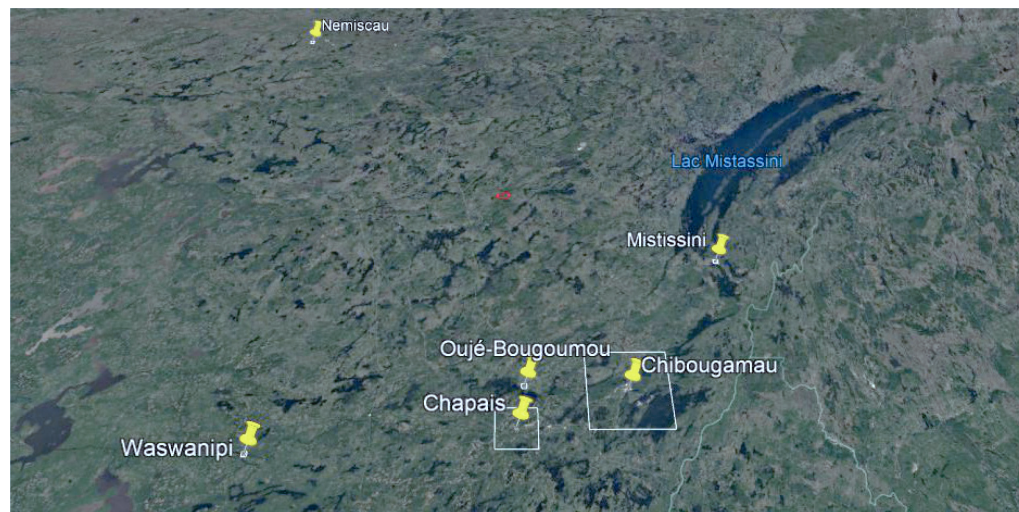 Nemiscau
Lac Mistassini
Mistissini
Oujé-Bougoumou
Chibougamau
Chapais
Waswanipi